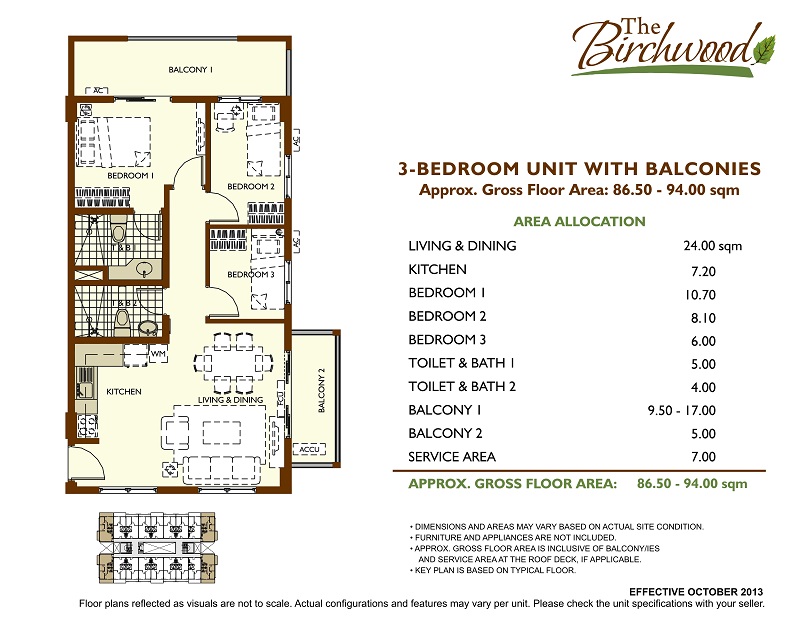 The
Birchwood
BALCONY 1
AC
BEDROOM 1
BEDROOM 2
AC
T & B 1
BEDROOM 3
AC
T & B 2
WM
KITCHEN
LIVING & DINING
FCU
BALCONY 2
ACCU
3-BEDROOM UNIT WITH BALCONIES
Approx. Gross Floor Area: 86.50 - 94.00 sqm
AREA ALLOCATION
LIVING & DINING 24.00 sqm
KITCHEN 7.20
BEDROOM 1 10.70
BEDROOM 2 8.10
BEDROOM 3 6.00
TOILET & BATH 1 5.00
TOILET & BATH 2 4.00
BALCONY 1 9.50 - 17.00
BALCONY 2 5.00
SERVICE AREA 7.00
APPROX. GROSS FLOOR AREA: 86.50 - 94.00 sqm
• DIMENSIONS AND AREAS MAY VARY BASED ON ACTUAL SITE CONDITION.
• FURNITURE AND APPLIANCES ARE NOT INCLUDED.
• APPROX. GROSS FLOOR AREA IS INCLUSIVE OF BALCONY/IES
AND SERVICE AREA AT THE ROOF DECK, IF APPLICABLE.
• KEY PLAN IS BASED ON TYPICAL FLOOR.
EFFECTIVE OCTOBER 2013
Floor plans reflected as visuals are not to scale. Actual configurations and features may vary per unit. Please check the unit specifications with your seller.